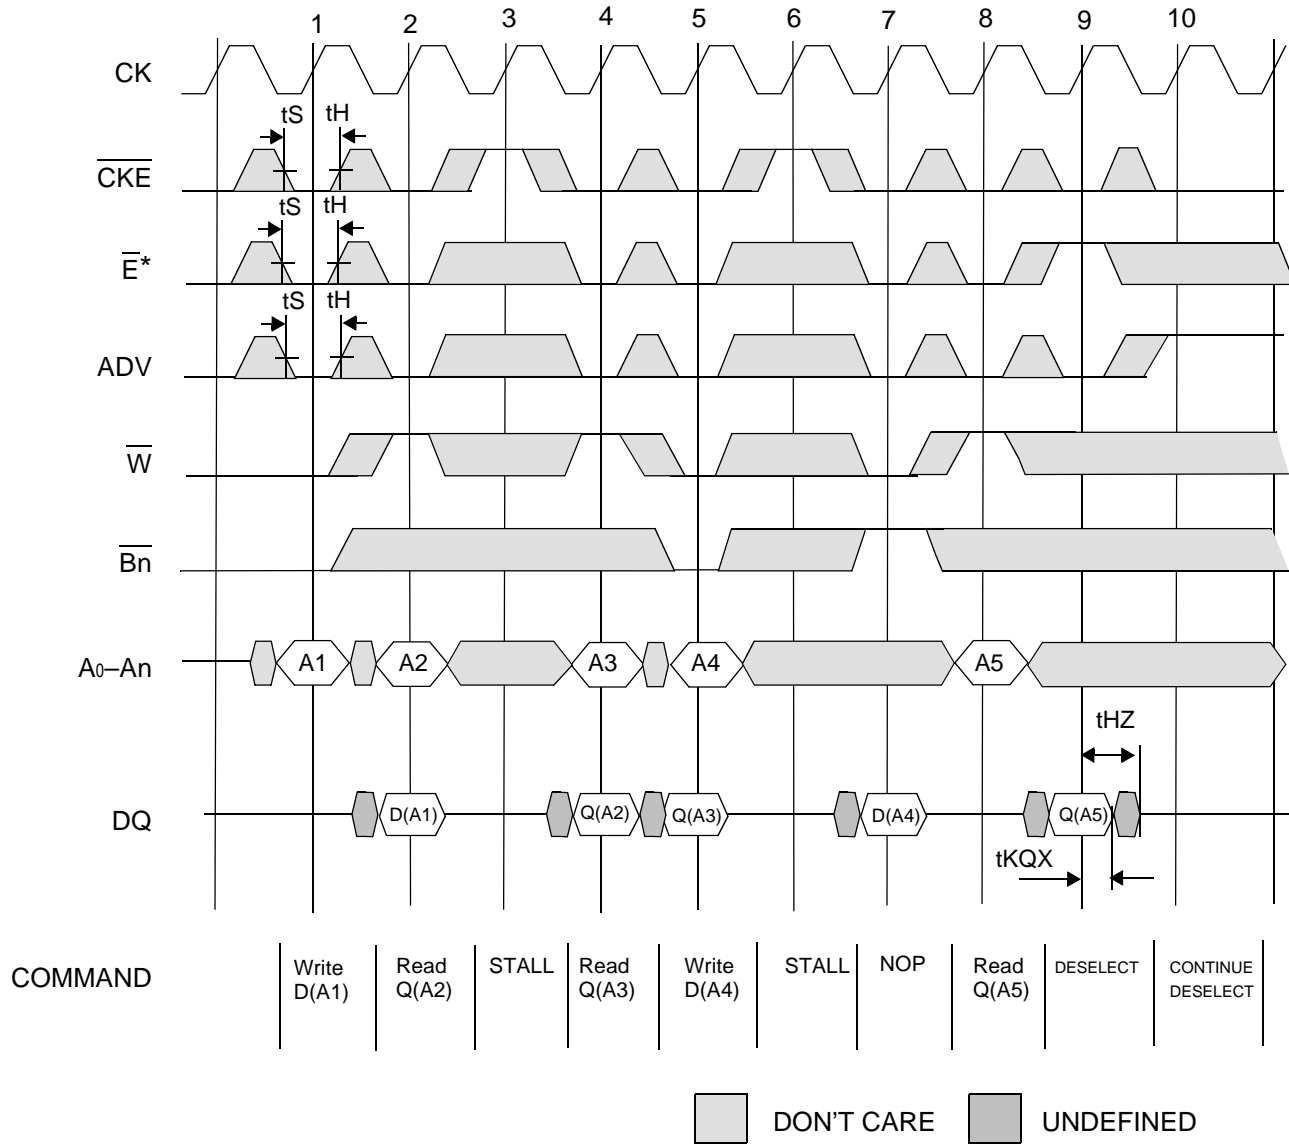 1 2 3 4 5 6 7 8 9 10
CK
tS tH
CKE
tS tH
E*
tS tH
ADV
W
Bn
A0–An A1 A2 A3 A4 A5
tHZ
DQ D(A1) Q(A2) Q(A3) D(A4) Q(A5)
tKQX
COMMAND
Write
D(A1)
Read
Q(A2)
STALL
Read
Q(A3)
Write
D(A4)
STALL
NOP
Read
Q(A5)
DESELECT
CONTINUE
DESELECT
DON'T CARE
UNDEFINED